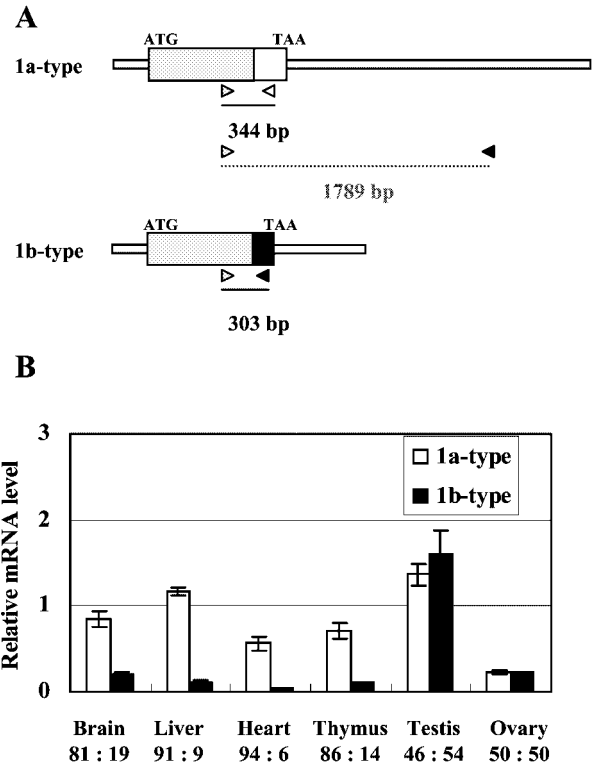 A
ATG TAA
1a-type
344 bp
1789 bp
ATG TAA
1b-type
303 bp
B
3
2
1
0
Relative mRNA level
1a-type
1b-type
Brain Liver Heart Thymus Testis Ovary
81 : 19 91 : 9 94 : 6 86 : 14 46 : 54 50 : 50